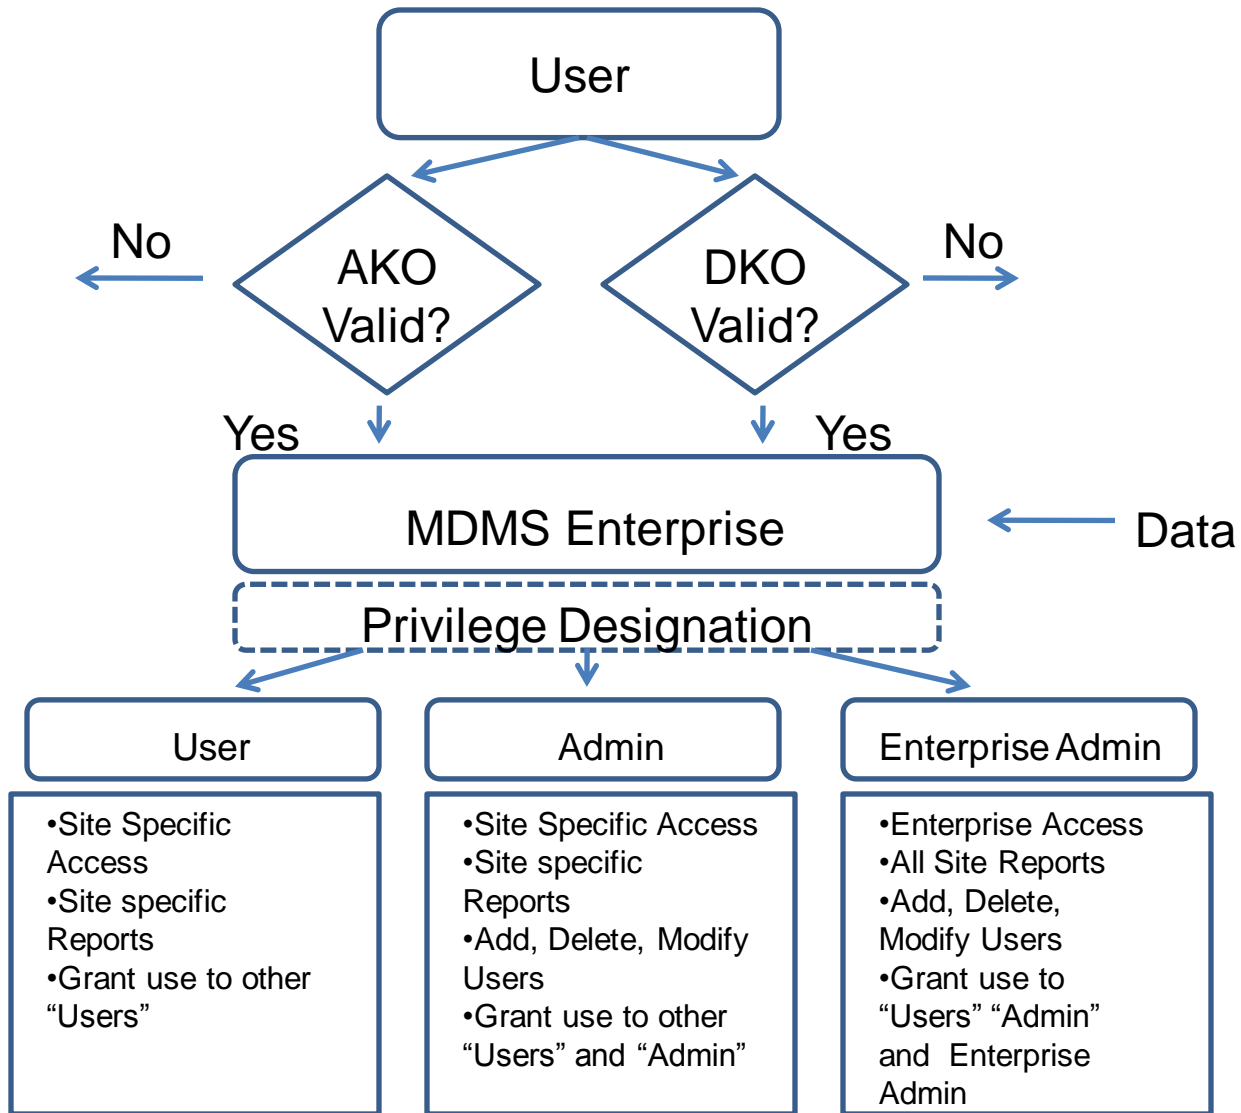 User
No
AKO
Valid?
DKO
Valid?
No
Yes
Yes
MDMS Enterprise
Data
Privilege Designation
User
Admin
Enterprise Admin
•Site Specific
Access
•Site specific
Reports
•Grant use to other
“Users”
•Site Specific Access
•Site specific
Reports
•Add, Delete, Modify
Users
•Grant use to other
“Users” and “Admin”
•Enterprise Access
•All Site Reports
•Add, Delete,
Modify Users
•Grant use to
“Users” “Admin”
and Enterprise
Admin